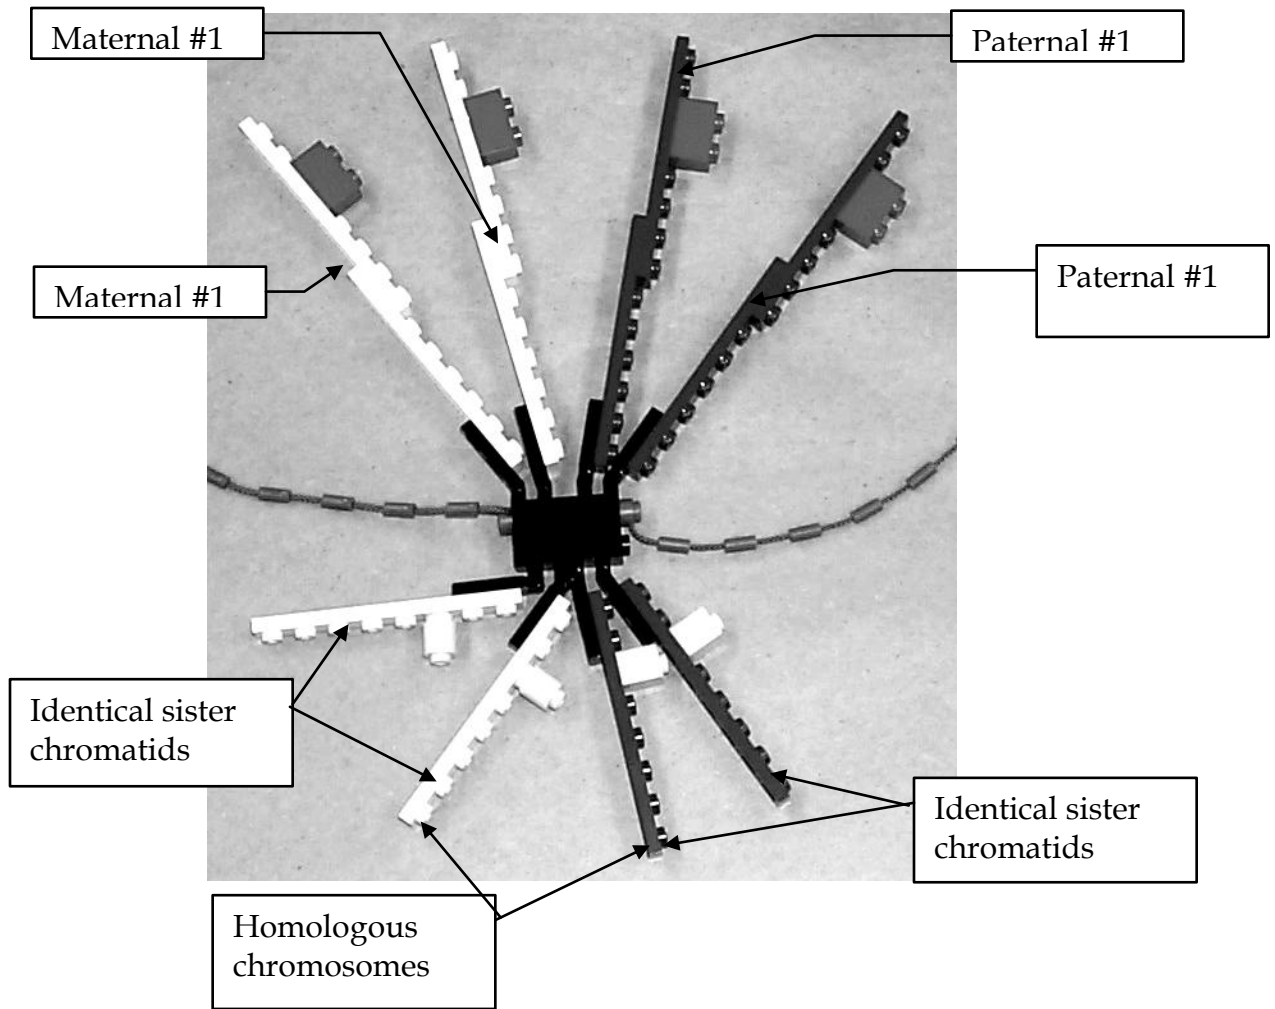 Maternal #1
Paternal #1
Maternal #1
Paternal #1
Identical sister
chromatids
Identical sister
chromatids
Homologous
chromosomes